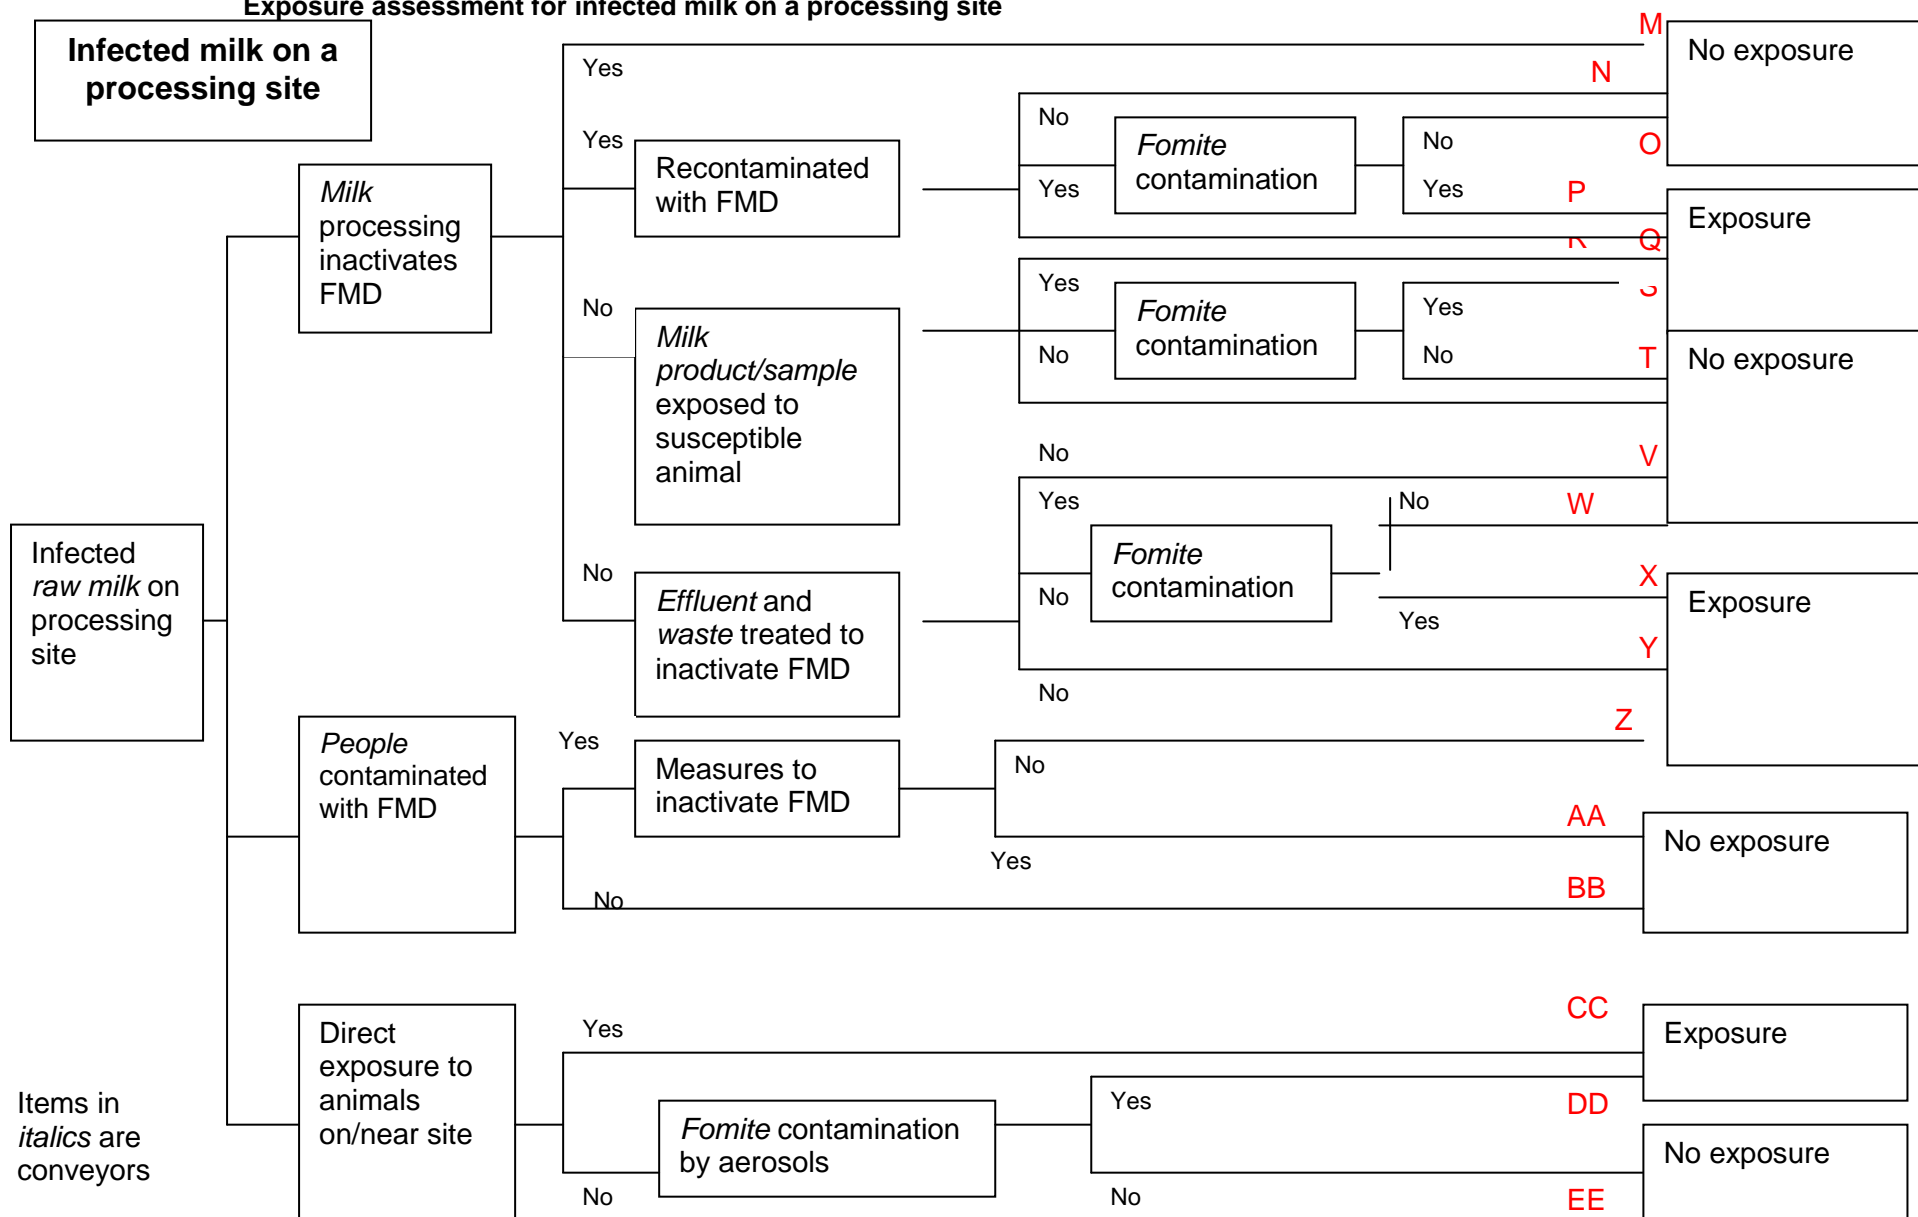 Exposure assessment for infected milk on a processing site
Infected milk on a
processing site
M
No exposure
Yes
N
No
Yes
Recontaminated
with FMD
Fomite
contamination
No
O
Yes
Yes
P
Milk
processing
inactivates
FMD
Exposure
Q
Yes
No
Milk
product/sample
exposed to
susceptible
animal
Fomite
contamination
Yes
No
No
T
No exposure
No
V
Yes
No
W
Infected
raw milk on
processing
site
No
Effluent and
waste treated to
inactivate FMD
Fomite
contamination
No
X
Yes
Exposure
Y
No
Z
People
contaminated
with FMD
Yes
Measures to
inactivate FMD
No
AA
No exposure
Yes
BB
No
CC
Direct
exposure to
animals
on/near site
Yes
Exposure
Yes
DD
Items in
italics are
conveyors
Fomite contamination
by aerosols
No exposure
No
No
EE